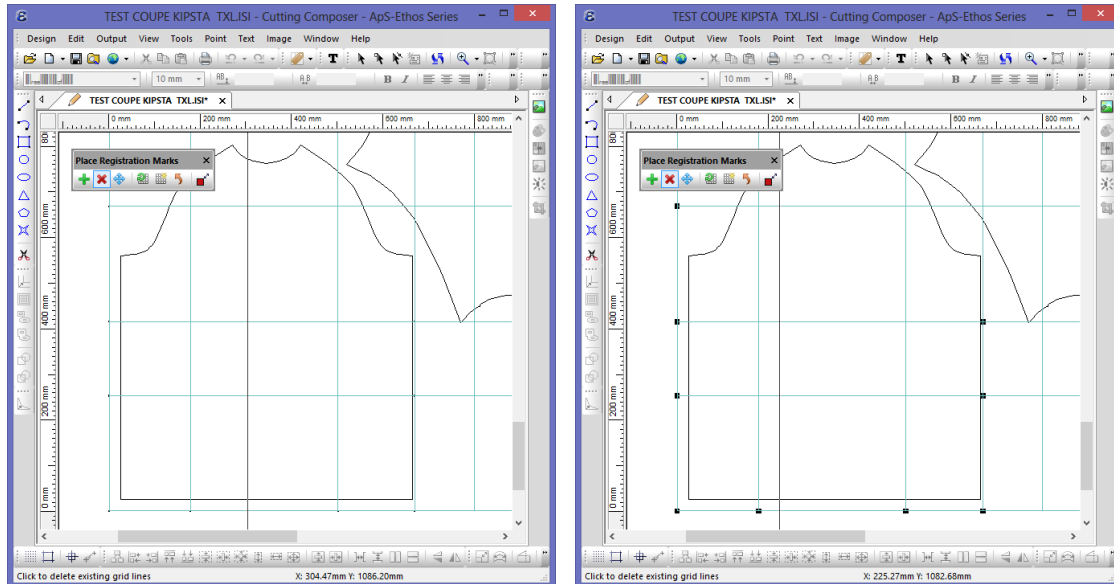 TEST COUPE KIPSTA TXL.ISI - Cutting Composer - ApS-Ethos Series
Design Edit Output View Tools Point Text Image Window Help
T
10 mm AB A.B B I
TEST COUPE KIPSTA TXL.ISI* x
0 mm 200 mm 400 mm 600 mm 800 mm
Place Registration Marks
600 mm
400 mm
200 mm
0 mm
Click to delete existing grid lines X: 304.47mm Y: 1086.20mm
TEST COUPE KIPSTA TXL.ISI - Cutting Composer - ApS-Ethos Series
Design Edit Output View Tools Point Text Image Window Help
T
10 mm AB A.B B I
TEST COUPE KIPSTA TXL.ISI* x
0 mm 200 mm 400 mm 600 mm 800 mm
Place Registration Marks
600 mm
400 mm
200 mm
0 mm
Click to delete existing grid lines X: 225.27mm Y: 1082.68mm